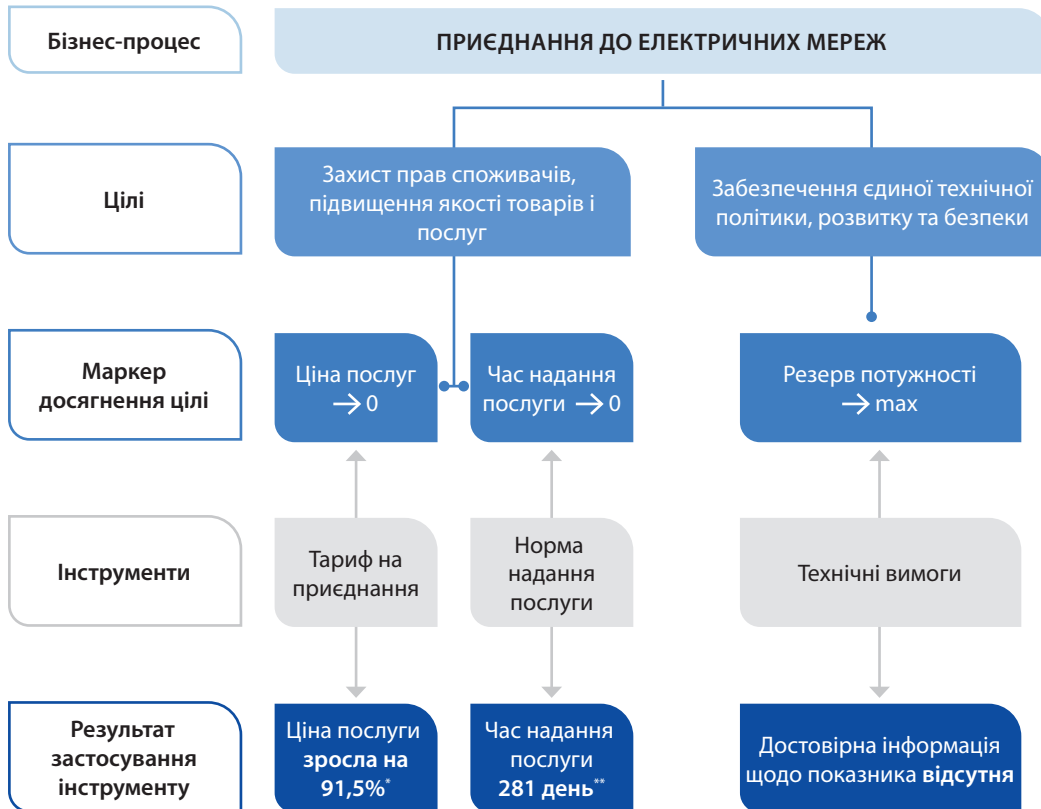 Бізнес-процес
ПРИЄДНАННЯ ДО ЕЛЕКТРИЧНИХ МЕРЕЖ
Цілі
Захист прав споживачів,
підвищення якості товарів і
послуг
Забезпечення єдиної технічної
політики, розвитку та безпеки
Маркер
досягнення цілі
Ціна послуг
→ 0
Час надання
послуги → 0
Резерв потужності
→ max
Інструменти
Тариф на
приєднання
Норма
надання
послуги
Технічні вимоги
Результат
застосування
інструменту
Ціна послуги
зросла на
91,5%*
Час надання
послуги
281 день**
Достовірна інформація
щодо показника відсутня